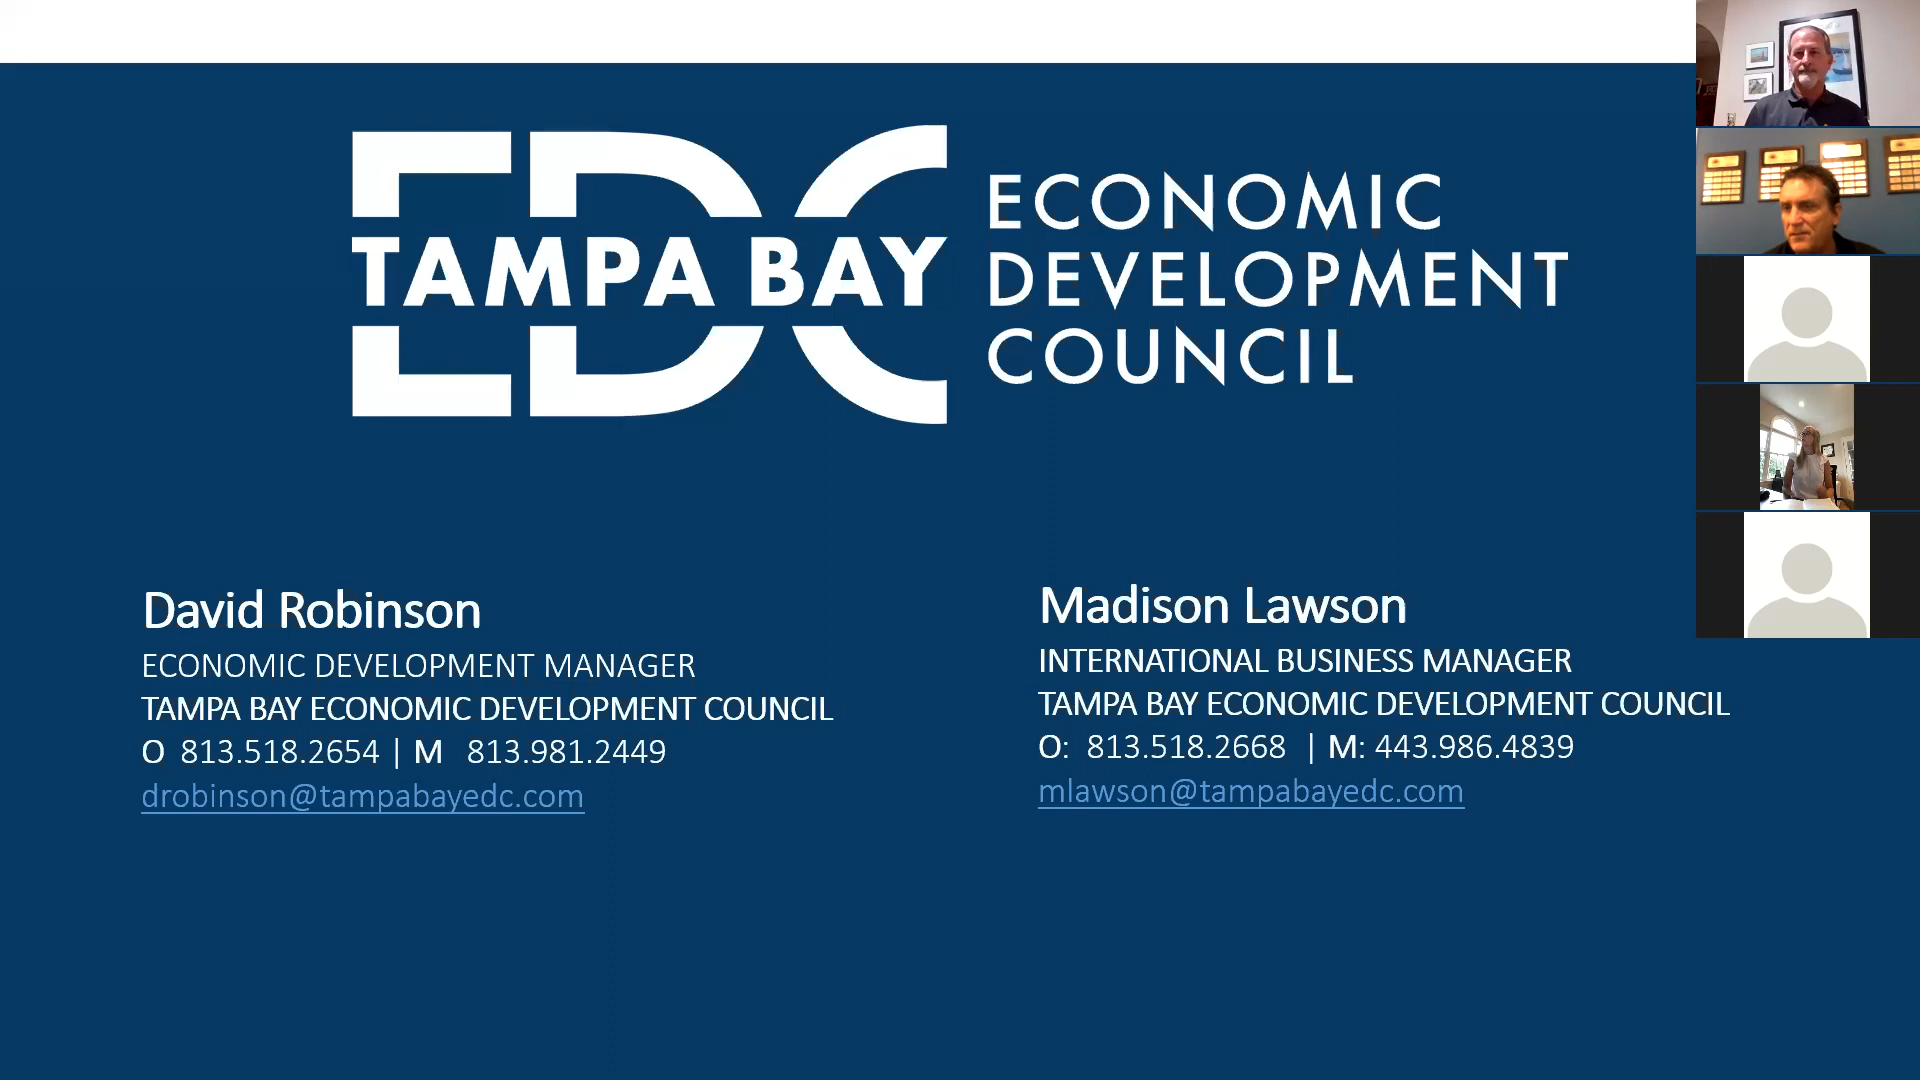 EDC
TAMPA BAY
ECONOMIC
DEVELOPMENT
COUNCIL
David Robinson
ECONOMIC DEVELOPMENT MANAGER
TAMPA BAY ECONOMIC DEVELOPMENT COUNCIL
O 813.518.2654 | M 813.981.2449
drobinson@tampabayedc.com
Madison Lawson
INTERNATIONAL BUSINESS MANAGER
TAMPA BAY ECONOMIC DEVELOPMENT COUNCIL
O: 813.518.2668 | M: 443.986.4839
mlawson@tampabayedc.com